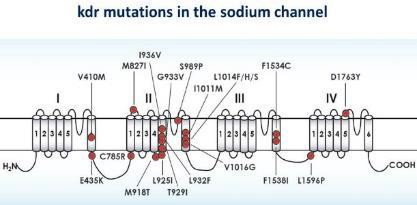 kdr mutations in the sodium channel
I936V
M827I
G933V
S989P
V410M
I1011M
L1014F/H/S
F1534C
D1763Y
I
II
III
IV
1 2 3 4 5
1 2 3 4
1 2 3 4 5
1 2 3 4 5 6
H₂N
E435K
C785R
M918T
L925I
T929I
L932F
V1016G
F1538I
L1596P
COOH